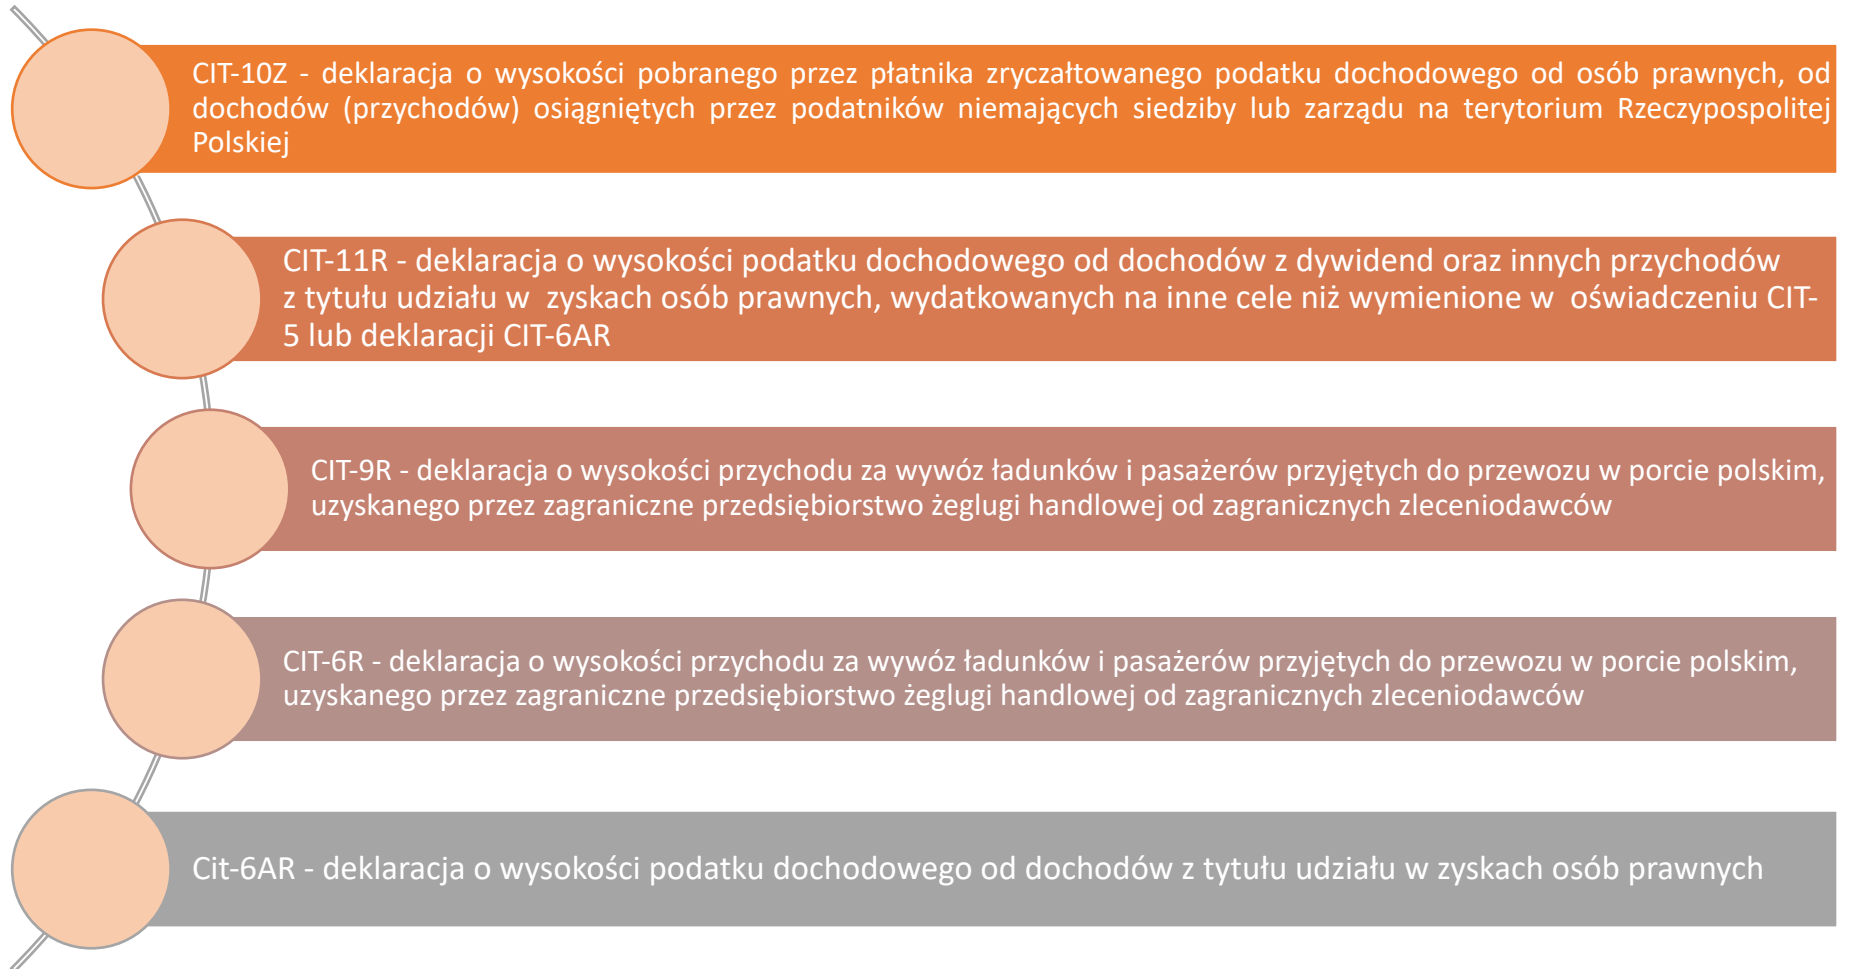 CIT-10Z - deklaracja o wysokości pobranego przez płatnika zryczałtowanego podatku dochodowego od osób prawnych, od
dochodów (przychodów) osiągniętych przez podatników niemających siedziby lub zarządu na terytorium Rzeczypospolitej
Polskiej
CIT-11R - deklaracja o wysokości podatku dochodowego od dochodów z dywidend oraz innych przychodów
z tytułu udziału w  zyskach osób prawnych, wydatkowanych na inne cele niż wymienione w  oświadczeniu CIT-
5 lub deklaracji CIT-6AR
CIT-9R - deklaracja o wysokości przychodu za wywóz ładunków i pasażerów przyjętych do przewozu w porcie polskim,
uzyskanego przez zagraniczne przedsiębiorstwo żeglugi handlowej od zagranicznych zleceniodawców
CIT-6R - deklaracja o wysokości przychodu za wywóz ładunków i pasażerów przyjętych do przewozu w porcie polskim,
uzyskanego przez zagraniczne przedsiębiorstwo żeglugi handlowej od zagranicznych zleceniodawców
Cit-6AR - deklaracja o wysokości podatku dochodowego od dochodów z tytułu udziału w zyskach osób prawnych